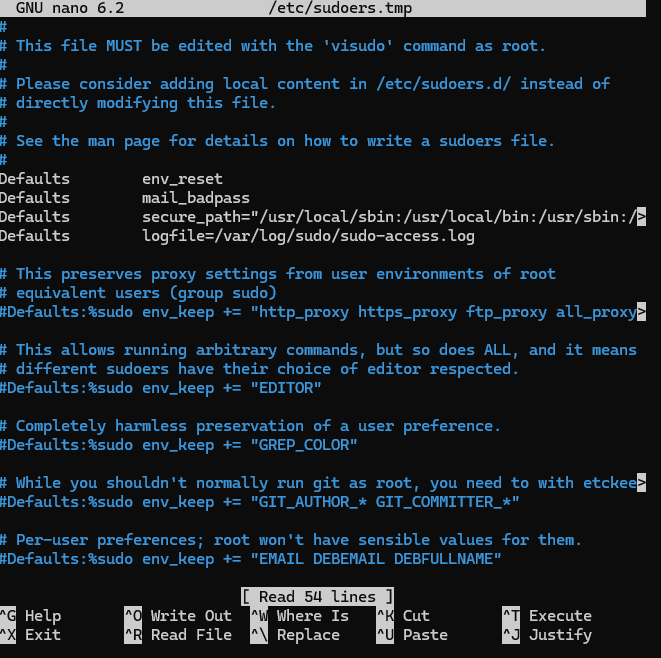 GNU nano 6.2 /etc/sudoers.tmp
#
# This file MUST be edited with the 'visudo' command as root.
#
# Please consider adding local content in /etc/sudoers.d/ instead of
# directly modifying this file.
#
# See the man page for details on how to write a sudoers file.
#
Defaults env_reset
Defaults mail_badpass
Defaults secure_path="/usr/local/sbin:/usr/local/bin:/usr/sbin:/>
Defaults logfile=/var/log/sudo/sudo-access.log
# This preserves proxy settings from user environments of root
# equivalent users (group sudo)
#Defaults:%sudo env_keep += "http_proxy https_proxy ftp_proxy all_proxy>
# This allows running arbitrary commands, but so does ALL, and it means
# different sudoers have their choice of editor respected.
#Defaults:%sudo env_keep += "EDITOR"
# Completely harmless preservation of a user preference.
#Defaults:%sudo env_keep += "GREP_COLOR"
# While you shouldn't normally run git as root, you need to with etckee>
#Defaults:%sudo env_keep += "GIT_AUTHOR_* GIT_COMMITTER_*"
# Per-user preferences; root won't have sensible values for them.
#Defaults:%sudo env_keep += "EMAIL DEBEMAIL DEBFULLNAME"
[ Read 54 lines ]
^G Help ^O Write Out ^W Where Is ^K Cut ^T Execute
^X Exit ^R Read File ^\ Replace ^U Paste ^J Justify